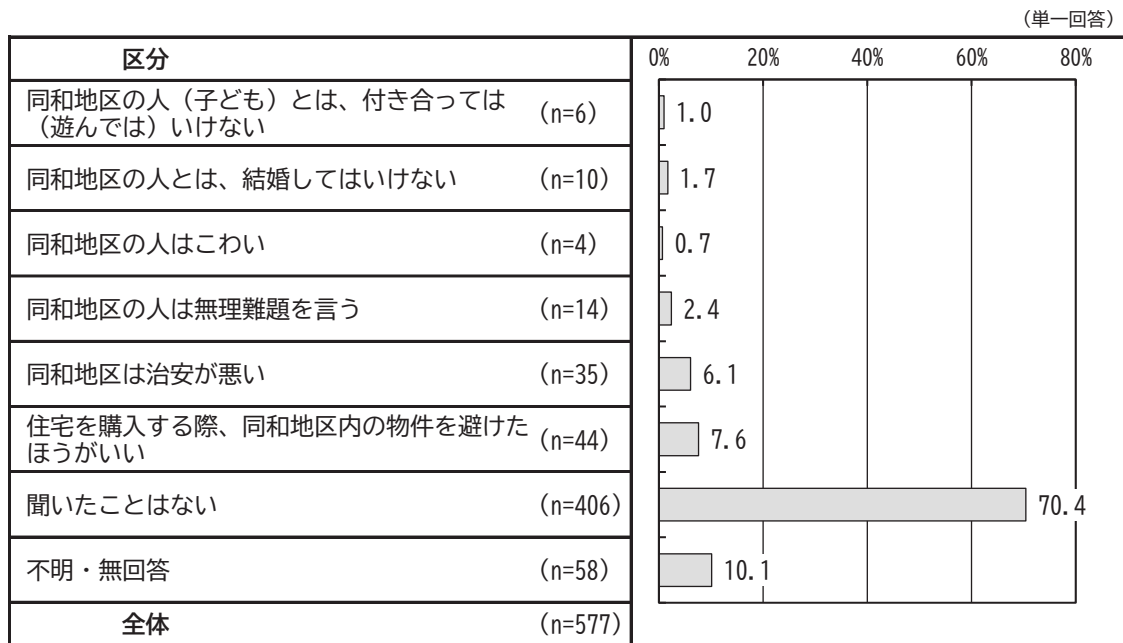 (単一回答)
区分
0% 20% 40% 60% 80%
同和地区の人(子ども)とは、付き合っては
(遊んでは)いけない
(n=6)
1.0
同和地区の人とは、結婚してはいけない (n=10) 1.7
同和地区の人はこわい (n=4) 0.7
同和地区の人は無理難題を言う (n=14) 2.4
同和地区は治安が悪い (n=35) 6.1
住宅を購入する際、同和地区内の物件を避けた
ほうがいい
(n=44)
7.6
聞いたことはない (n=406) 70.4
不明・無回答 (n=58) 10.1
全体 (n=577)